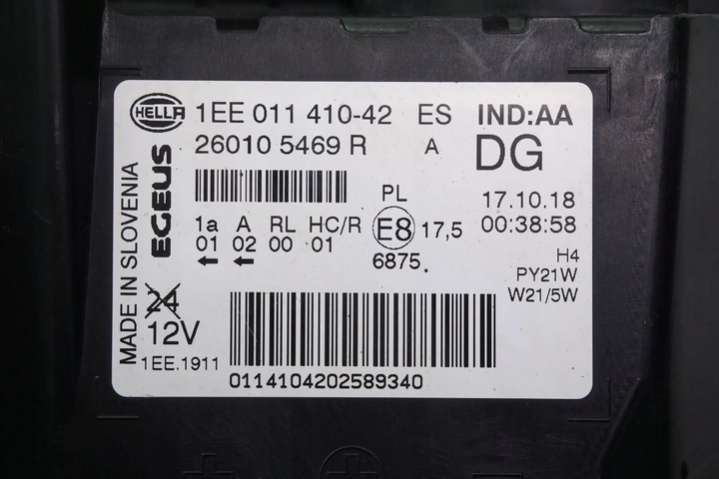 HELLA 1EE 011 410-42 ES IND:AA
26010 5469 R A DG
MADE IN SLOVENIA
EGEUS
PL 17.10.18
1a A RL HC/R E8 17,5 00:38:58
01 02 00 01
← ← 6875. H4
PY21W
W21/5W
24
12V
1EE.1911
0114104202589340